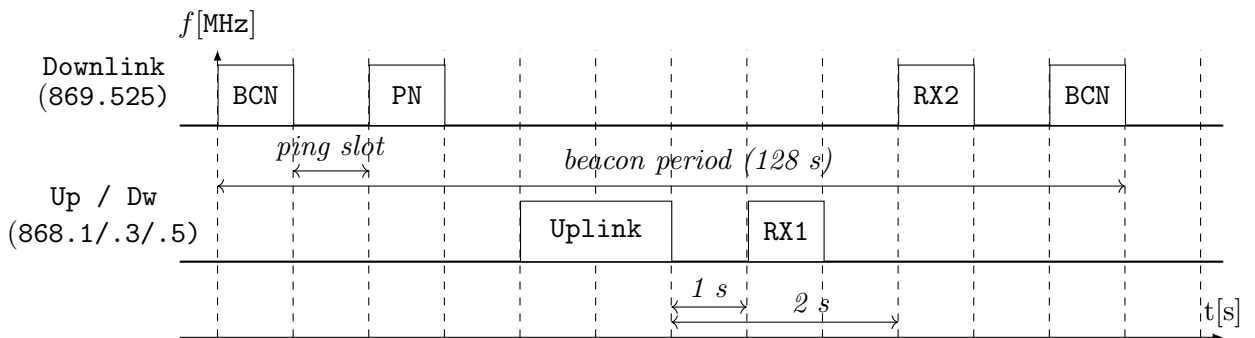 f[MHz]
Downlink
(869.525)
BCN
PN
RX2
BCN
ping slot
beacon period (128 s)
Up / Dw
(868.1/.3/.5)
Uplink
RX1
1 s
2 s
t[s]